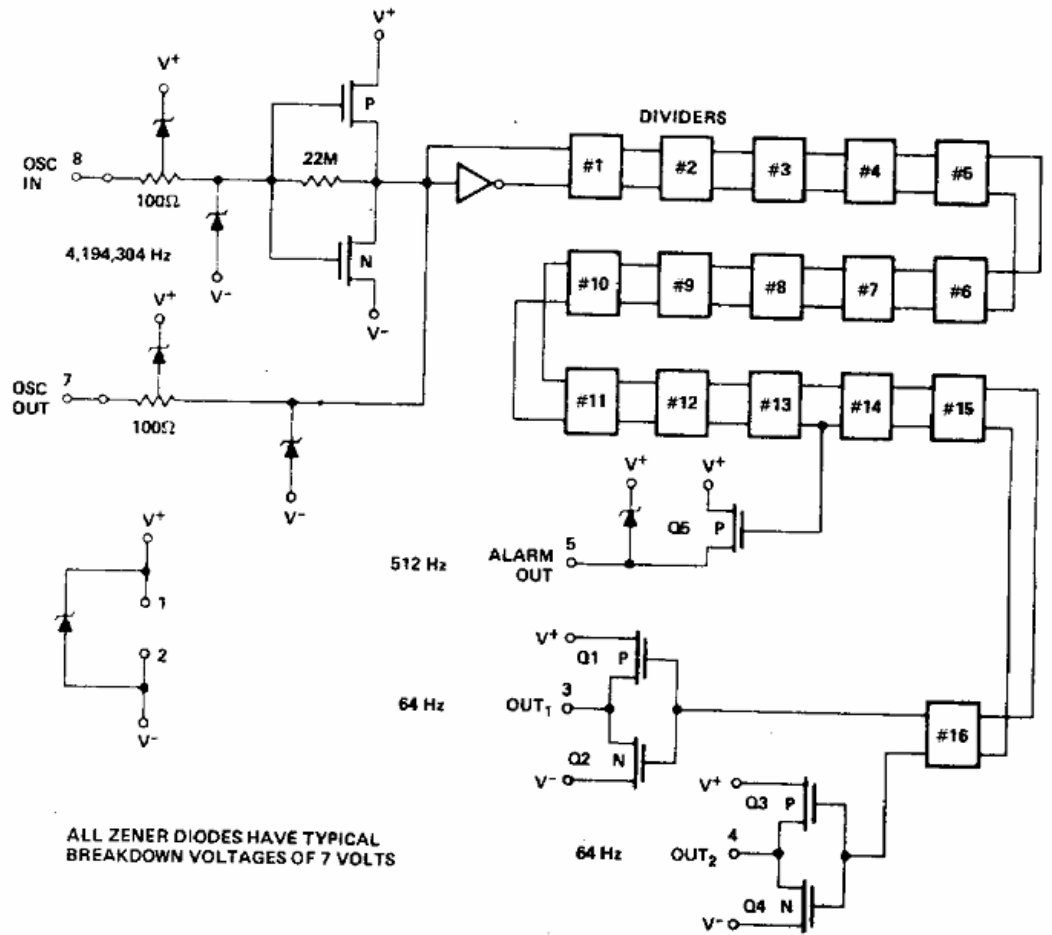 V+
V+
P
DIVIDERS
OSC IN
8
22M
#1
#2
#3
#4
#5
100Ω
N
4,194,304 Hz
V-
V+
V-
#10
#9
#8
#7
#6
OSC OUT
7
100Ω
#11
#12
#13
#14
#15
V-
V+
V+
V+
Q5
P
512 Hz
5
ALARM OUT
1
2
V-
V+
Q1
P
64 Hz
3
OUT1
Q2
N
V-
#16
V+
Q3
P
64 Hz
4
OUT2
Q4
N
V-
ALL ZENER DIODES HAVE TYPICAL
BREAKDOWN VOLTAGES OF 7 VOLTS